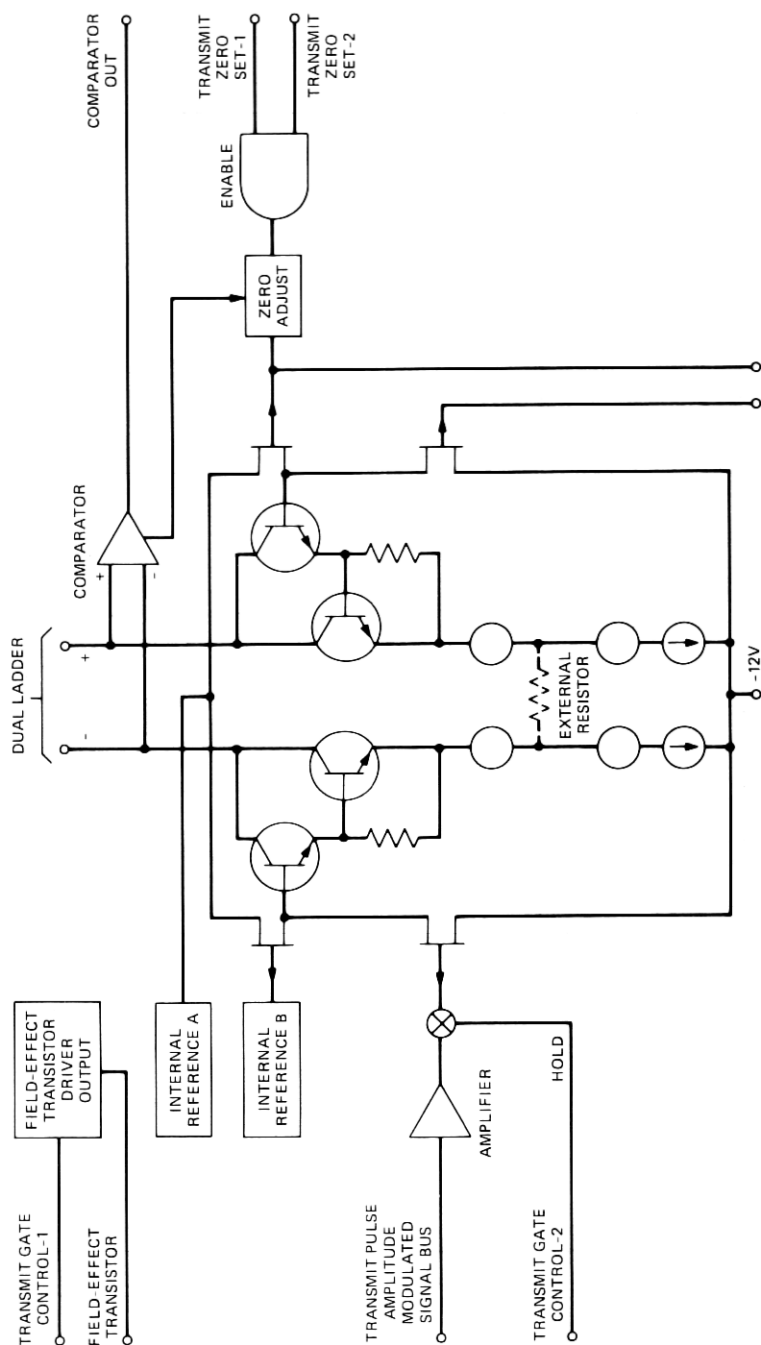 TRANSMIT GATE
CONTROL-1
FIELD-EFFECT
TRANSISTOR
FIELD-EFFECT
TRANSISTOR
DRIVER
OUTPUT
INTERNAL
REFERENCE A
INTERNAL
REFERENCE B
TRANSMIT PULSE
AMPLITUDE
MODULATED
SIGNAL BUS
AMPLIFIER
TRANSMIT GATE
CONTROL-2
HOLD
DUAL LADDER
-
+
COMPARATOR
+
-
EXTERNAL
RESISTOR
-12V
ZERO
ADJUST
ENABLE
COMPARATOR
OUT
TRANSMIT
ZERO
SET-1
TRANSMIT
ZERO
SET-2